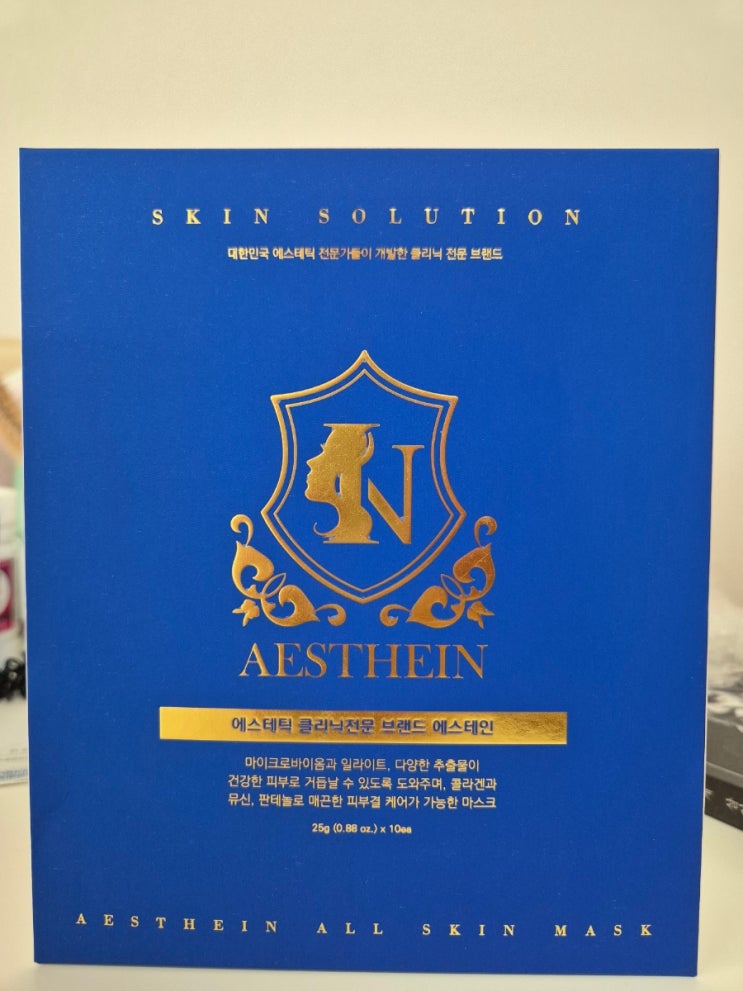 SKIN SOLUTION
대한민국 에스테틱 전문가들이 개발한 클리닉 전문 브랜드
N
AESTHEIN
에스테틱 클리닉전문 브랜드 에스테인
마이크로바이옴과 일라이트, 다양한 추출물이
건강한 피부로 거듭날 수 있도록 도와주며, 콜라겐과
뮤신, 판테놀로 매끈한 피부결 케어가 가능한 마스크
25g (0.88 oz.) x 10ea
AESTHEIN ALL SKIN MASK